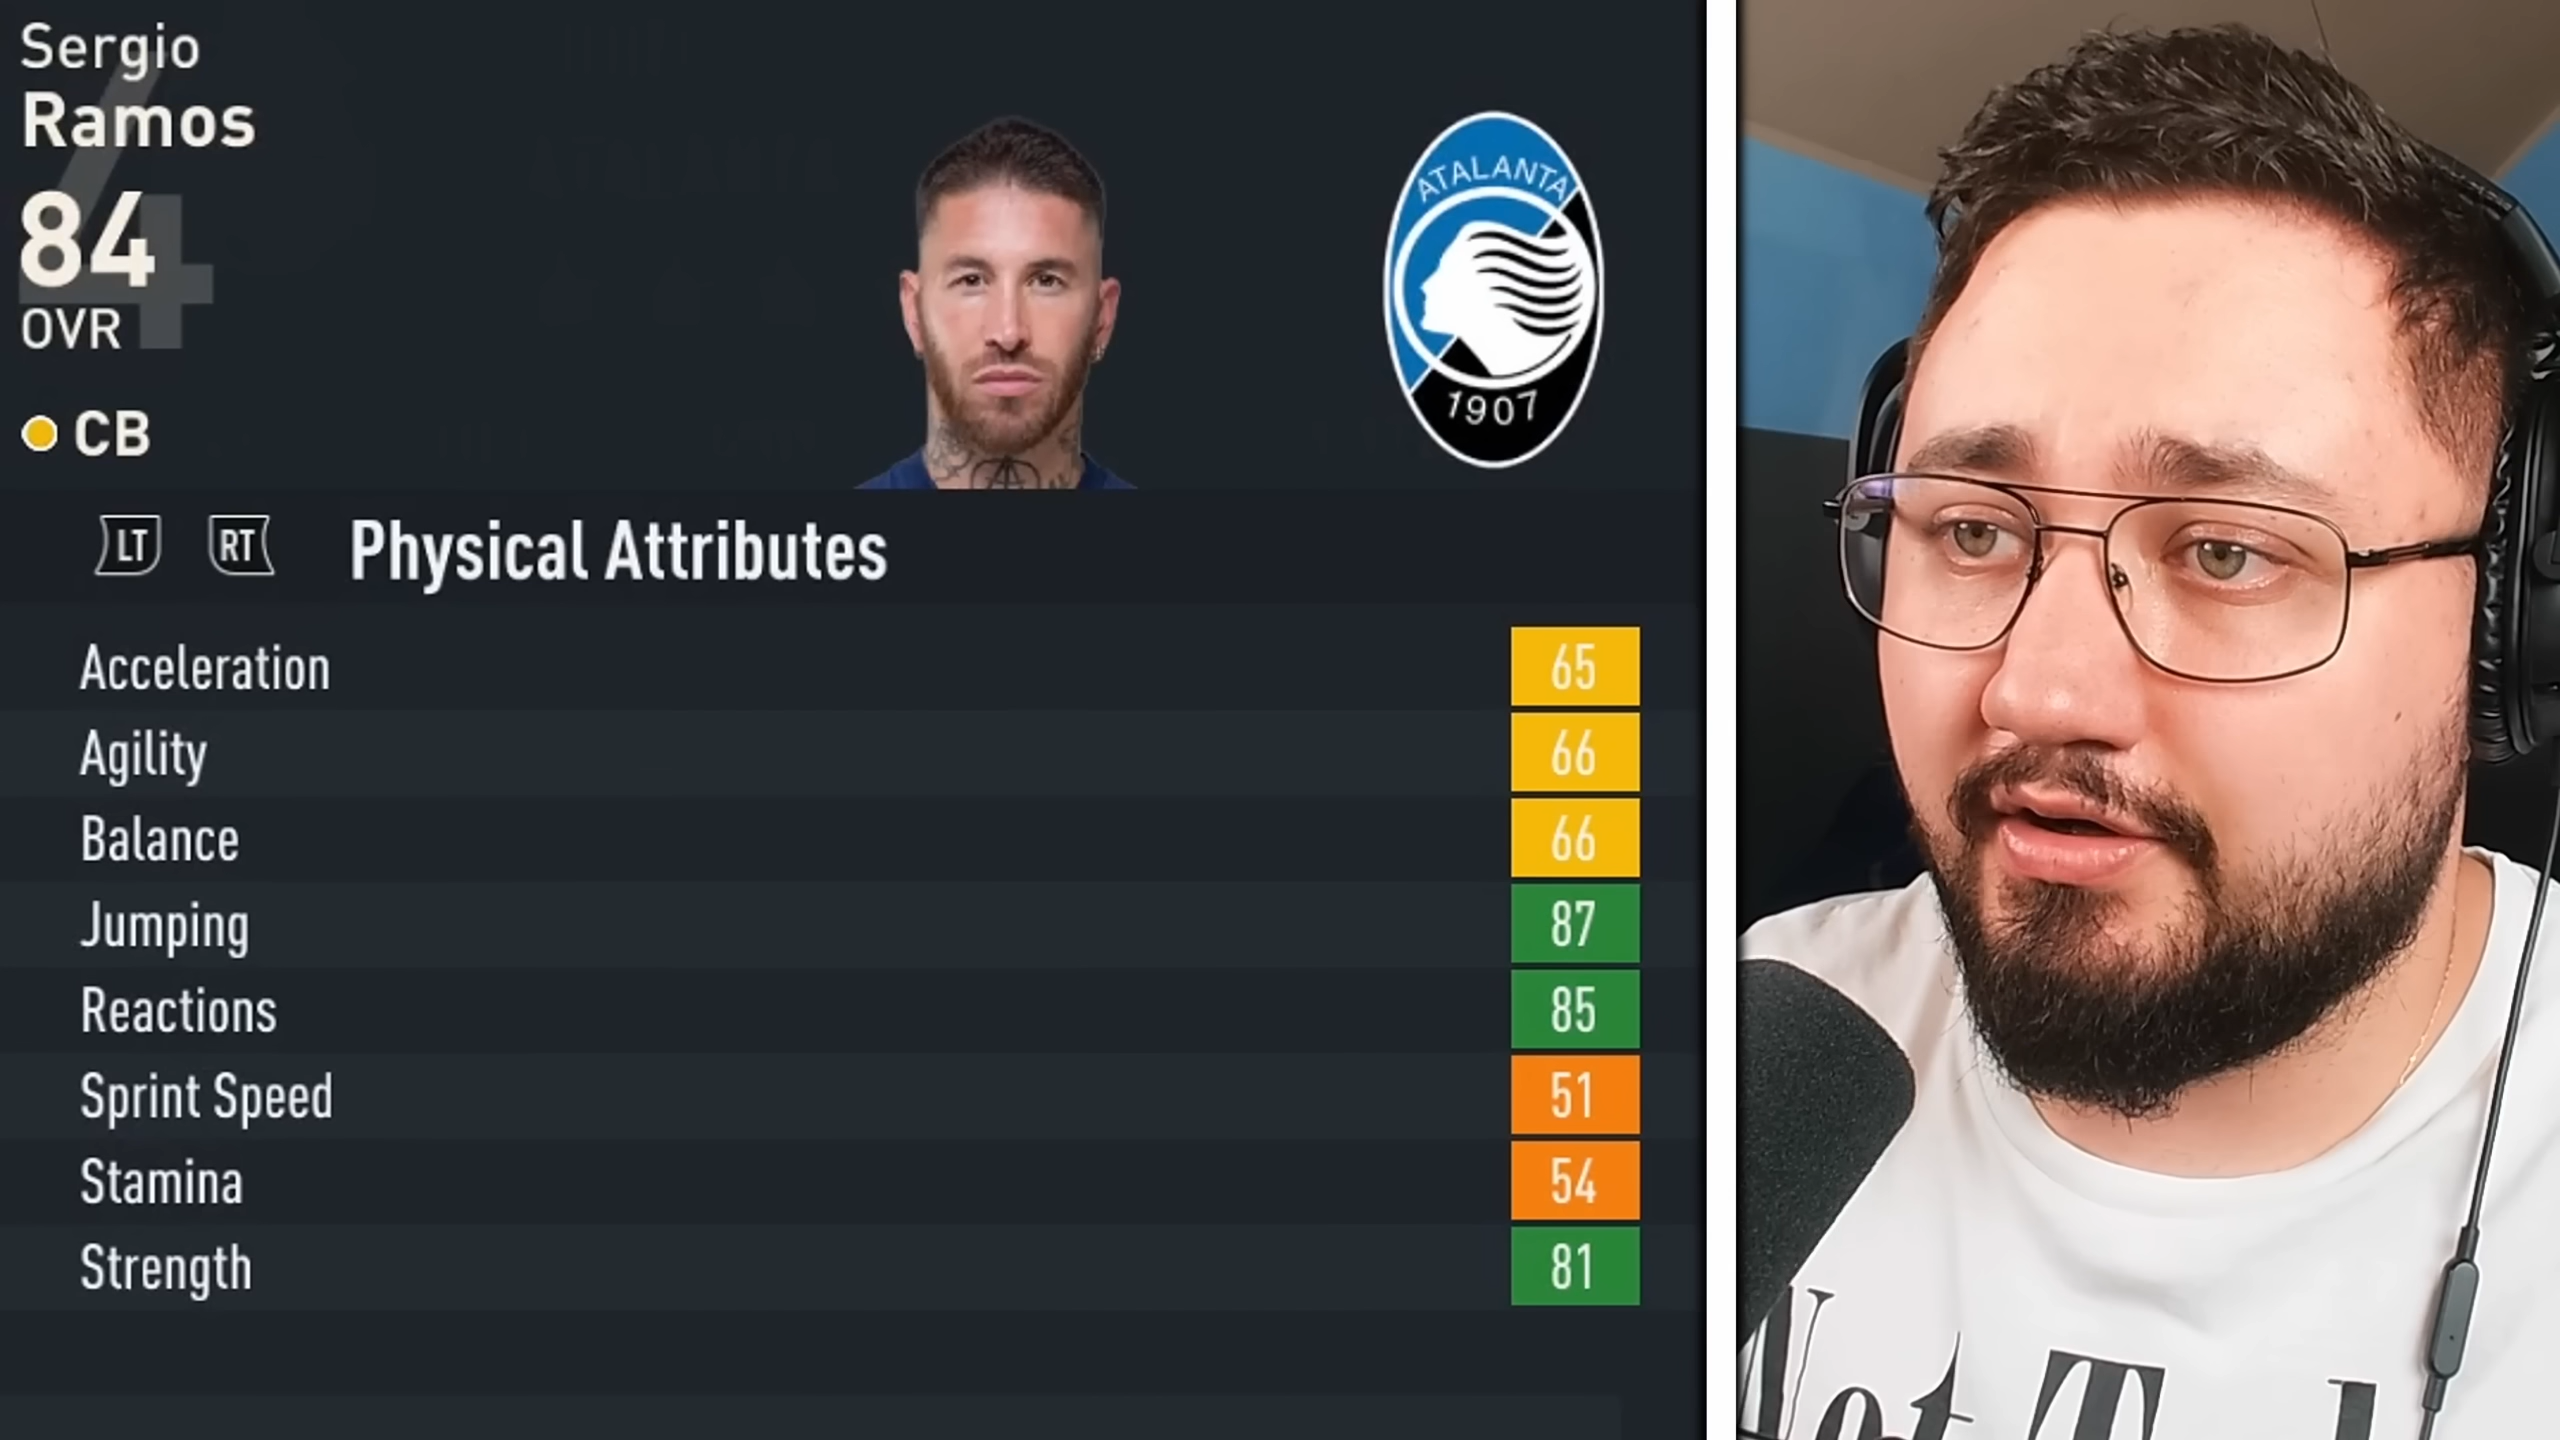 Sergio
Ramos
84
OVR
CB
ATALANTA
1907
LT RT Physical Attributes
Acceleration 65
Agility 66
Balance 66
Jumping 87
Reactions 85
Sprint Speed 51
Stamina 54
Strength 81
Not